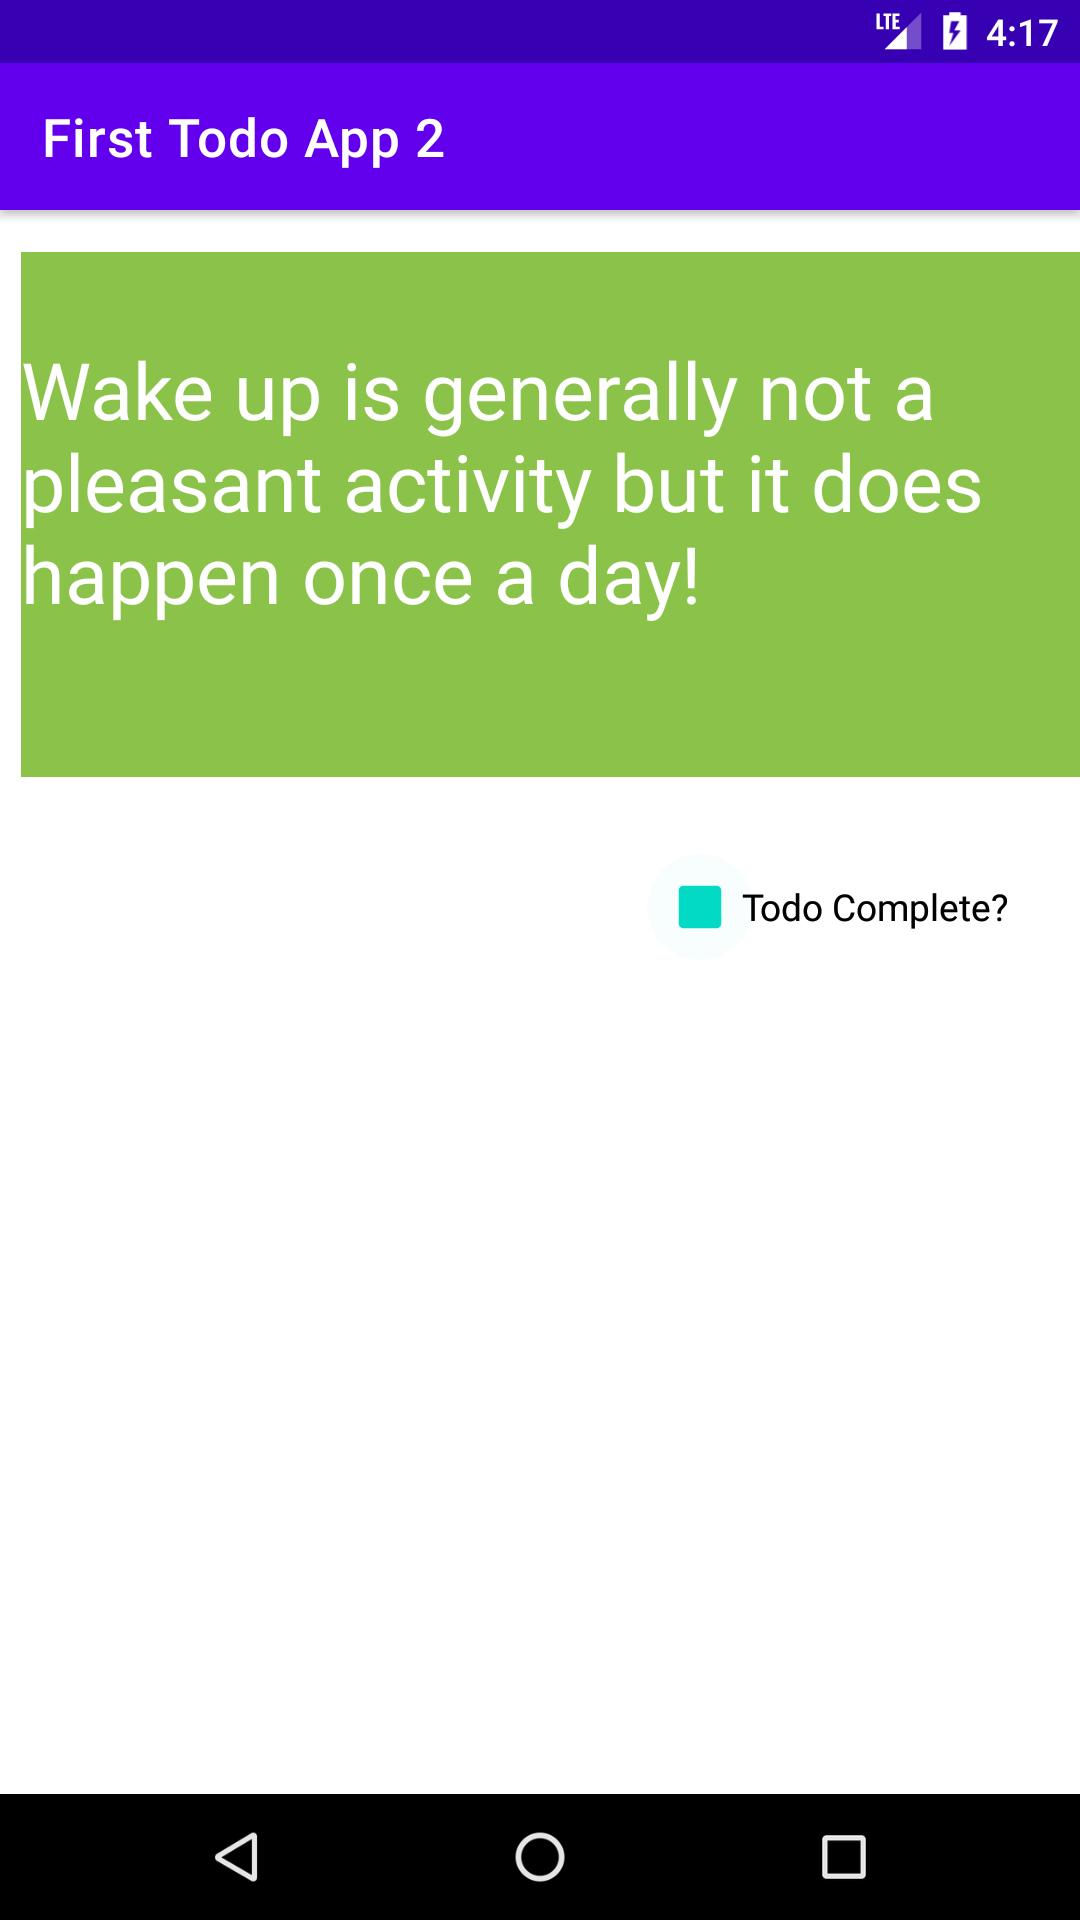 LTE 4:17
First Todo App 2
Wake up is generally not a
pleasant activity but it does
happen once a day!
Todo Complete?